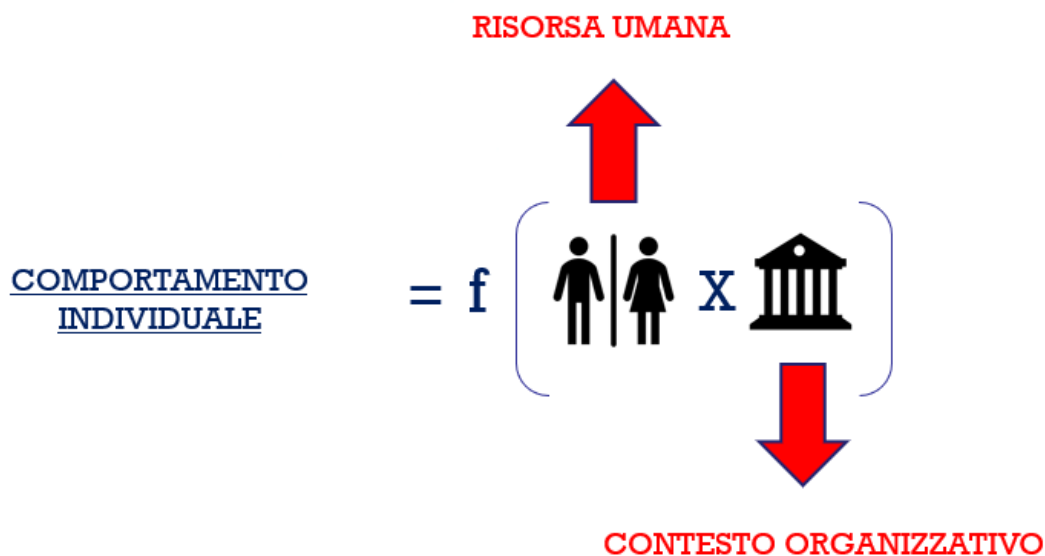 RISORSA UMANA
COMPORTAMENTO
INDIVIDUALE
= f
X
CONTESTO ORGANIZZATIVO